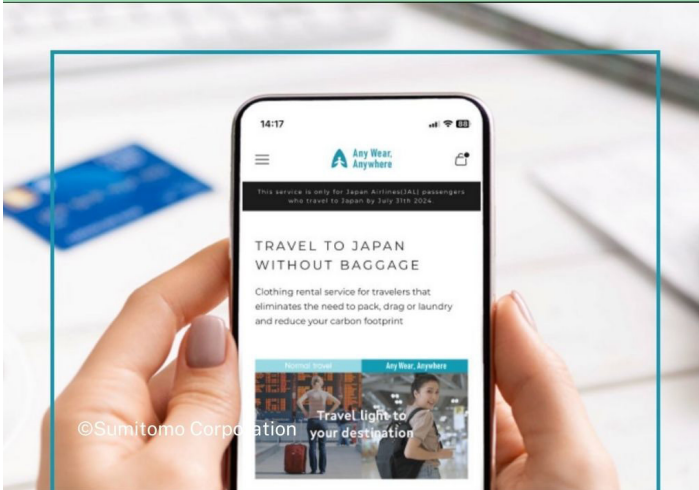 14:17
88
Any Wear,
Anywhere
This service is only for Japan Airlines(JAL) passengers
who travel to Japan by July 31th 2024.
TRAVEL TO JAPAN
WITHOUT BAGGAGE
Clothing rental service for travelers that
eliminates the need to pack, drag or laundry
and reduce your carbon footprint
Normal Travel Any Wear, Anywhere
Travel light to
your destination
©Sumitomo Corporation